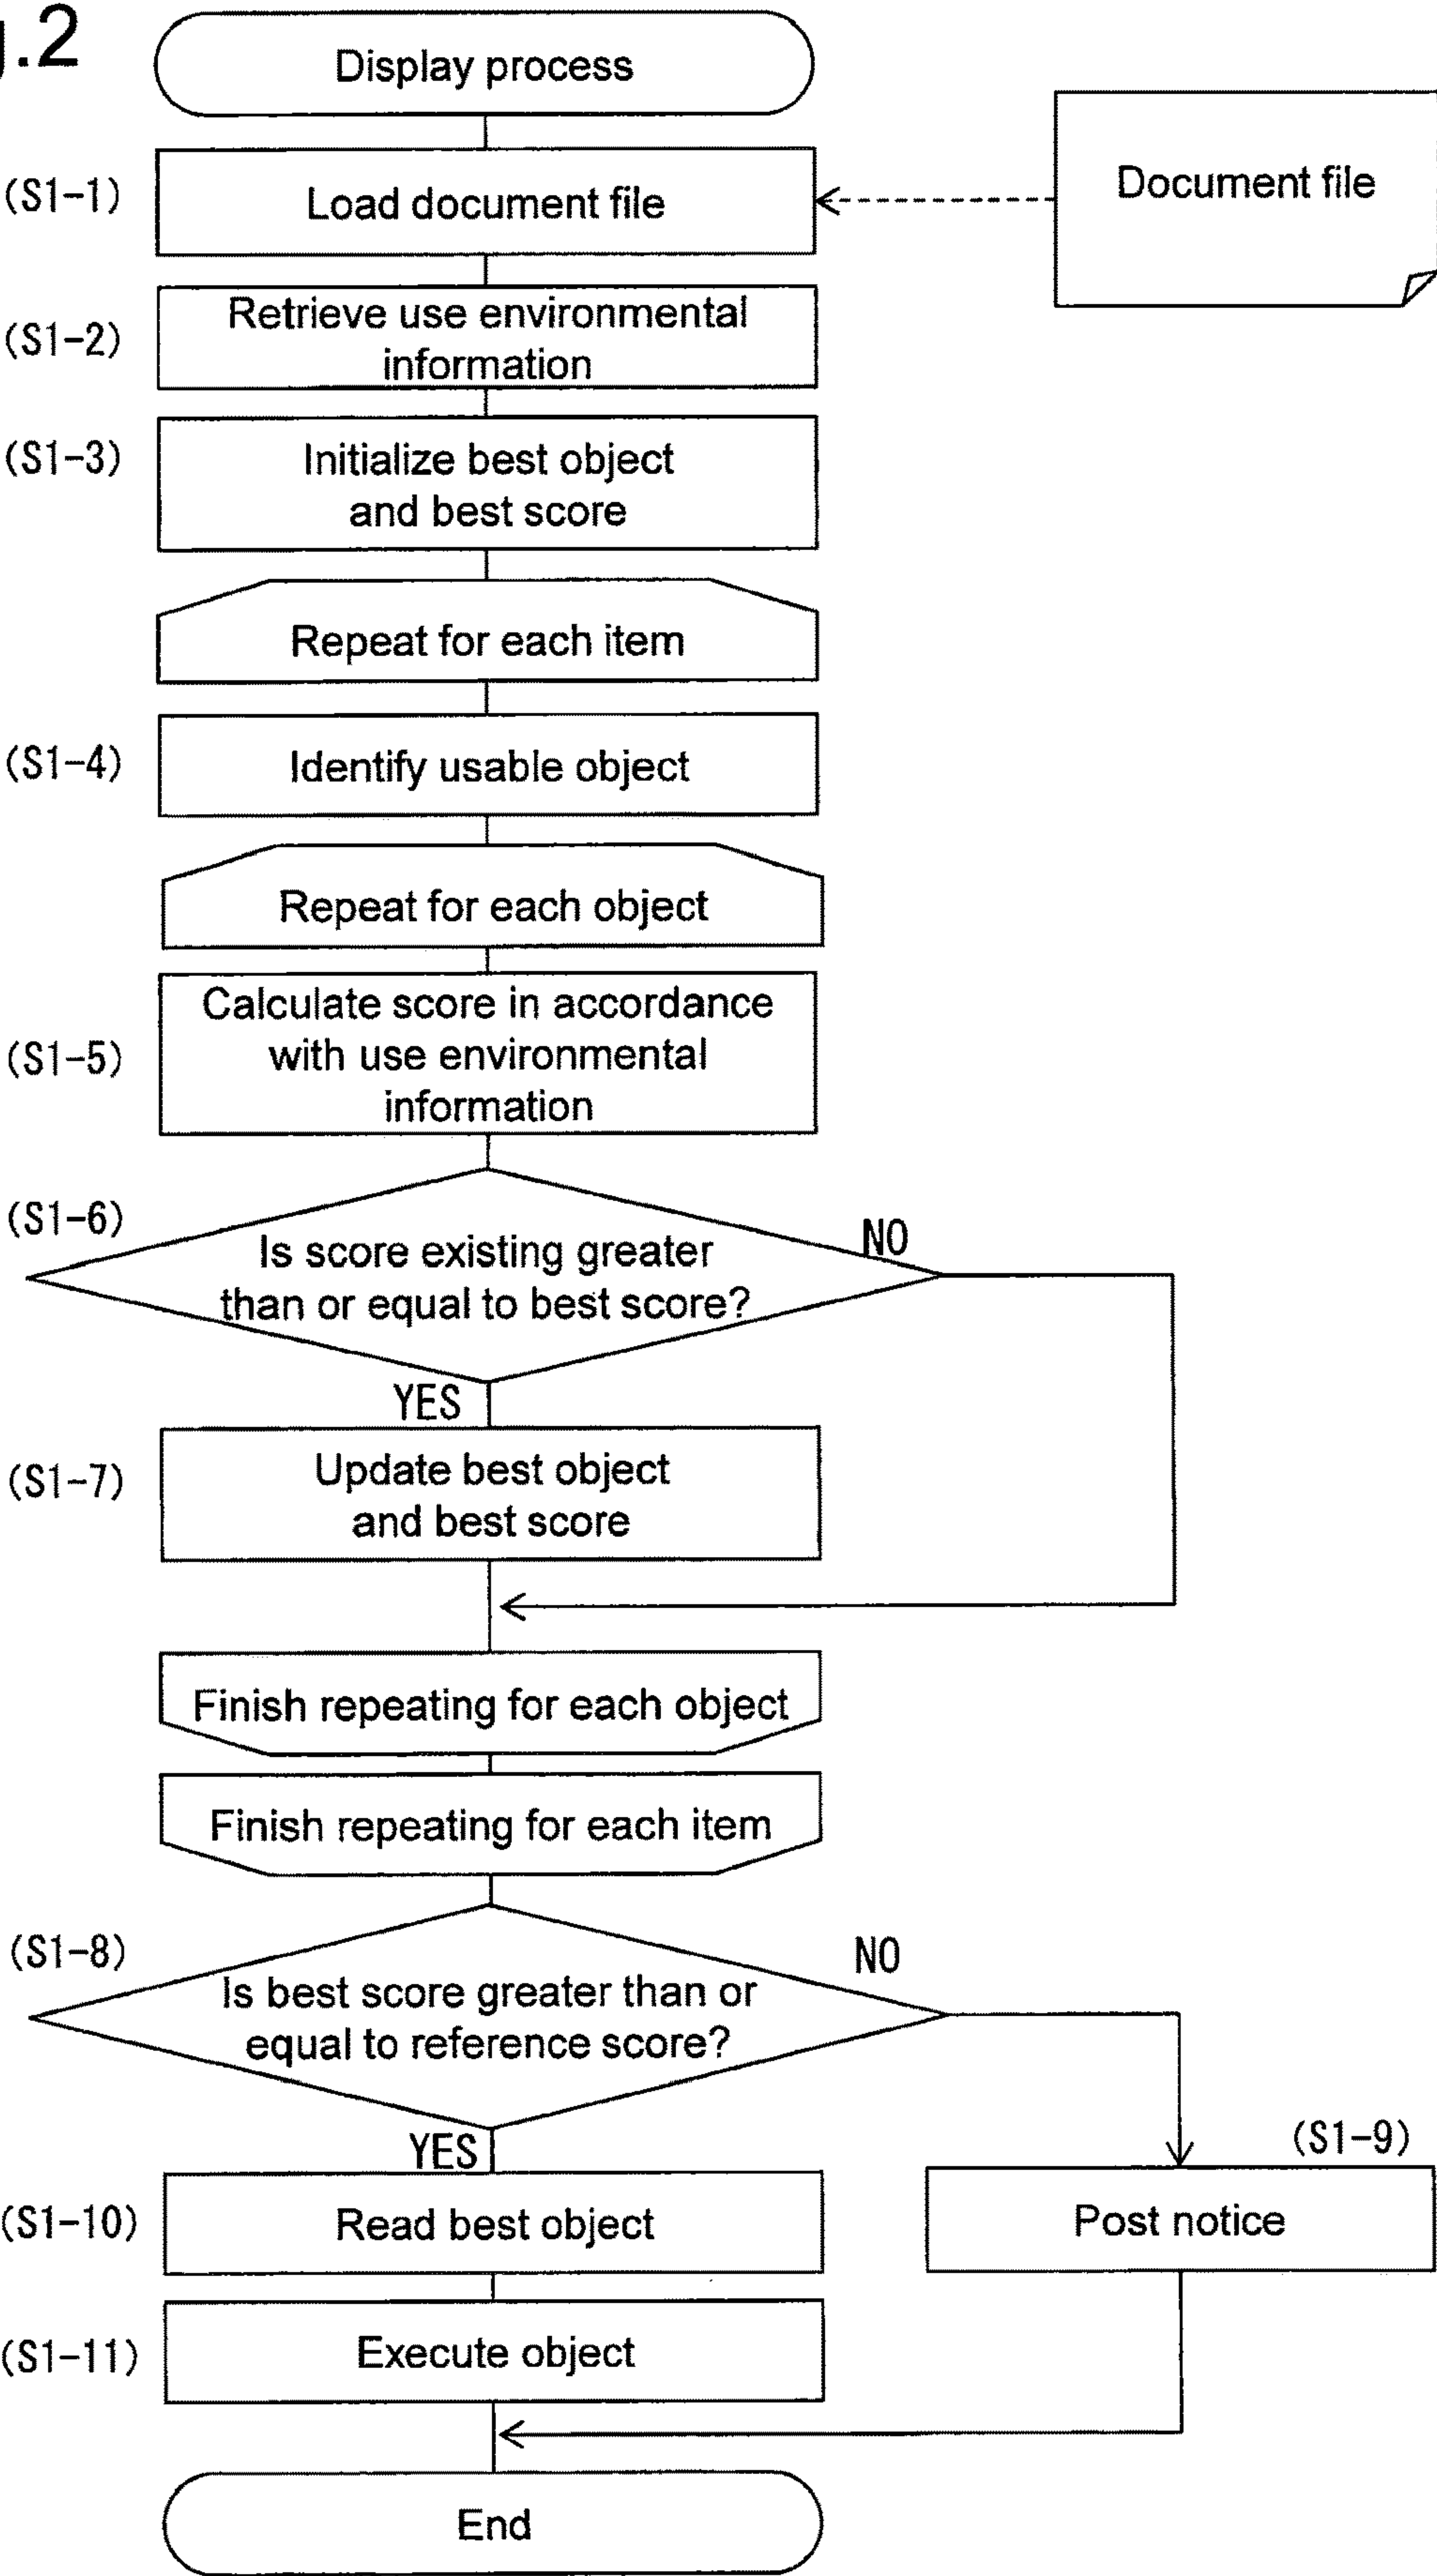 g.2
Display process
Document file
(S1-1)
Load document file
(S1-2)
Retrieve use environmental
information
(S1-3)
Initialize best object
and best score
Repeat for each item
(S1-4)
Identify usable object
Repeat for each object
(S1-5)
Calculate score in accordance
with use environmental
information
(S1-6)
Is score existing greater
than or equal to best score?
NO
YES
(S1-7)
Update best object
and best score
Finish repeating for each object
Finish repeating for each item
(S1-8)
Is best score greater than or
equal to reference score?
NO
YES
(S1-9)
Post notice
(S1-10)
Read best object
(S1-11)
Execute object
End